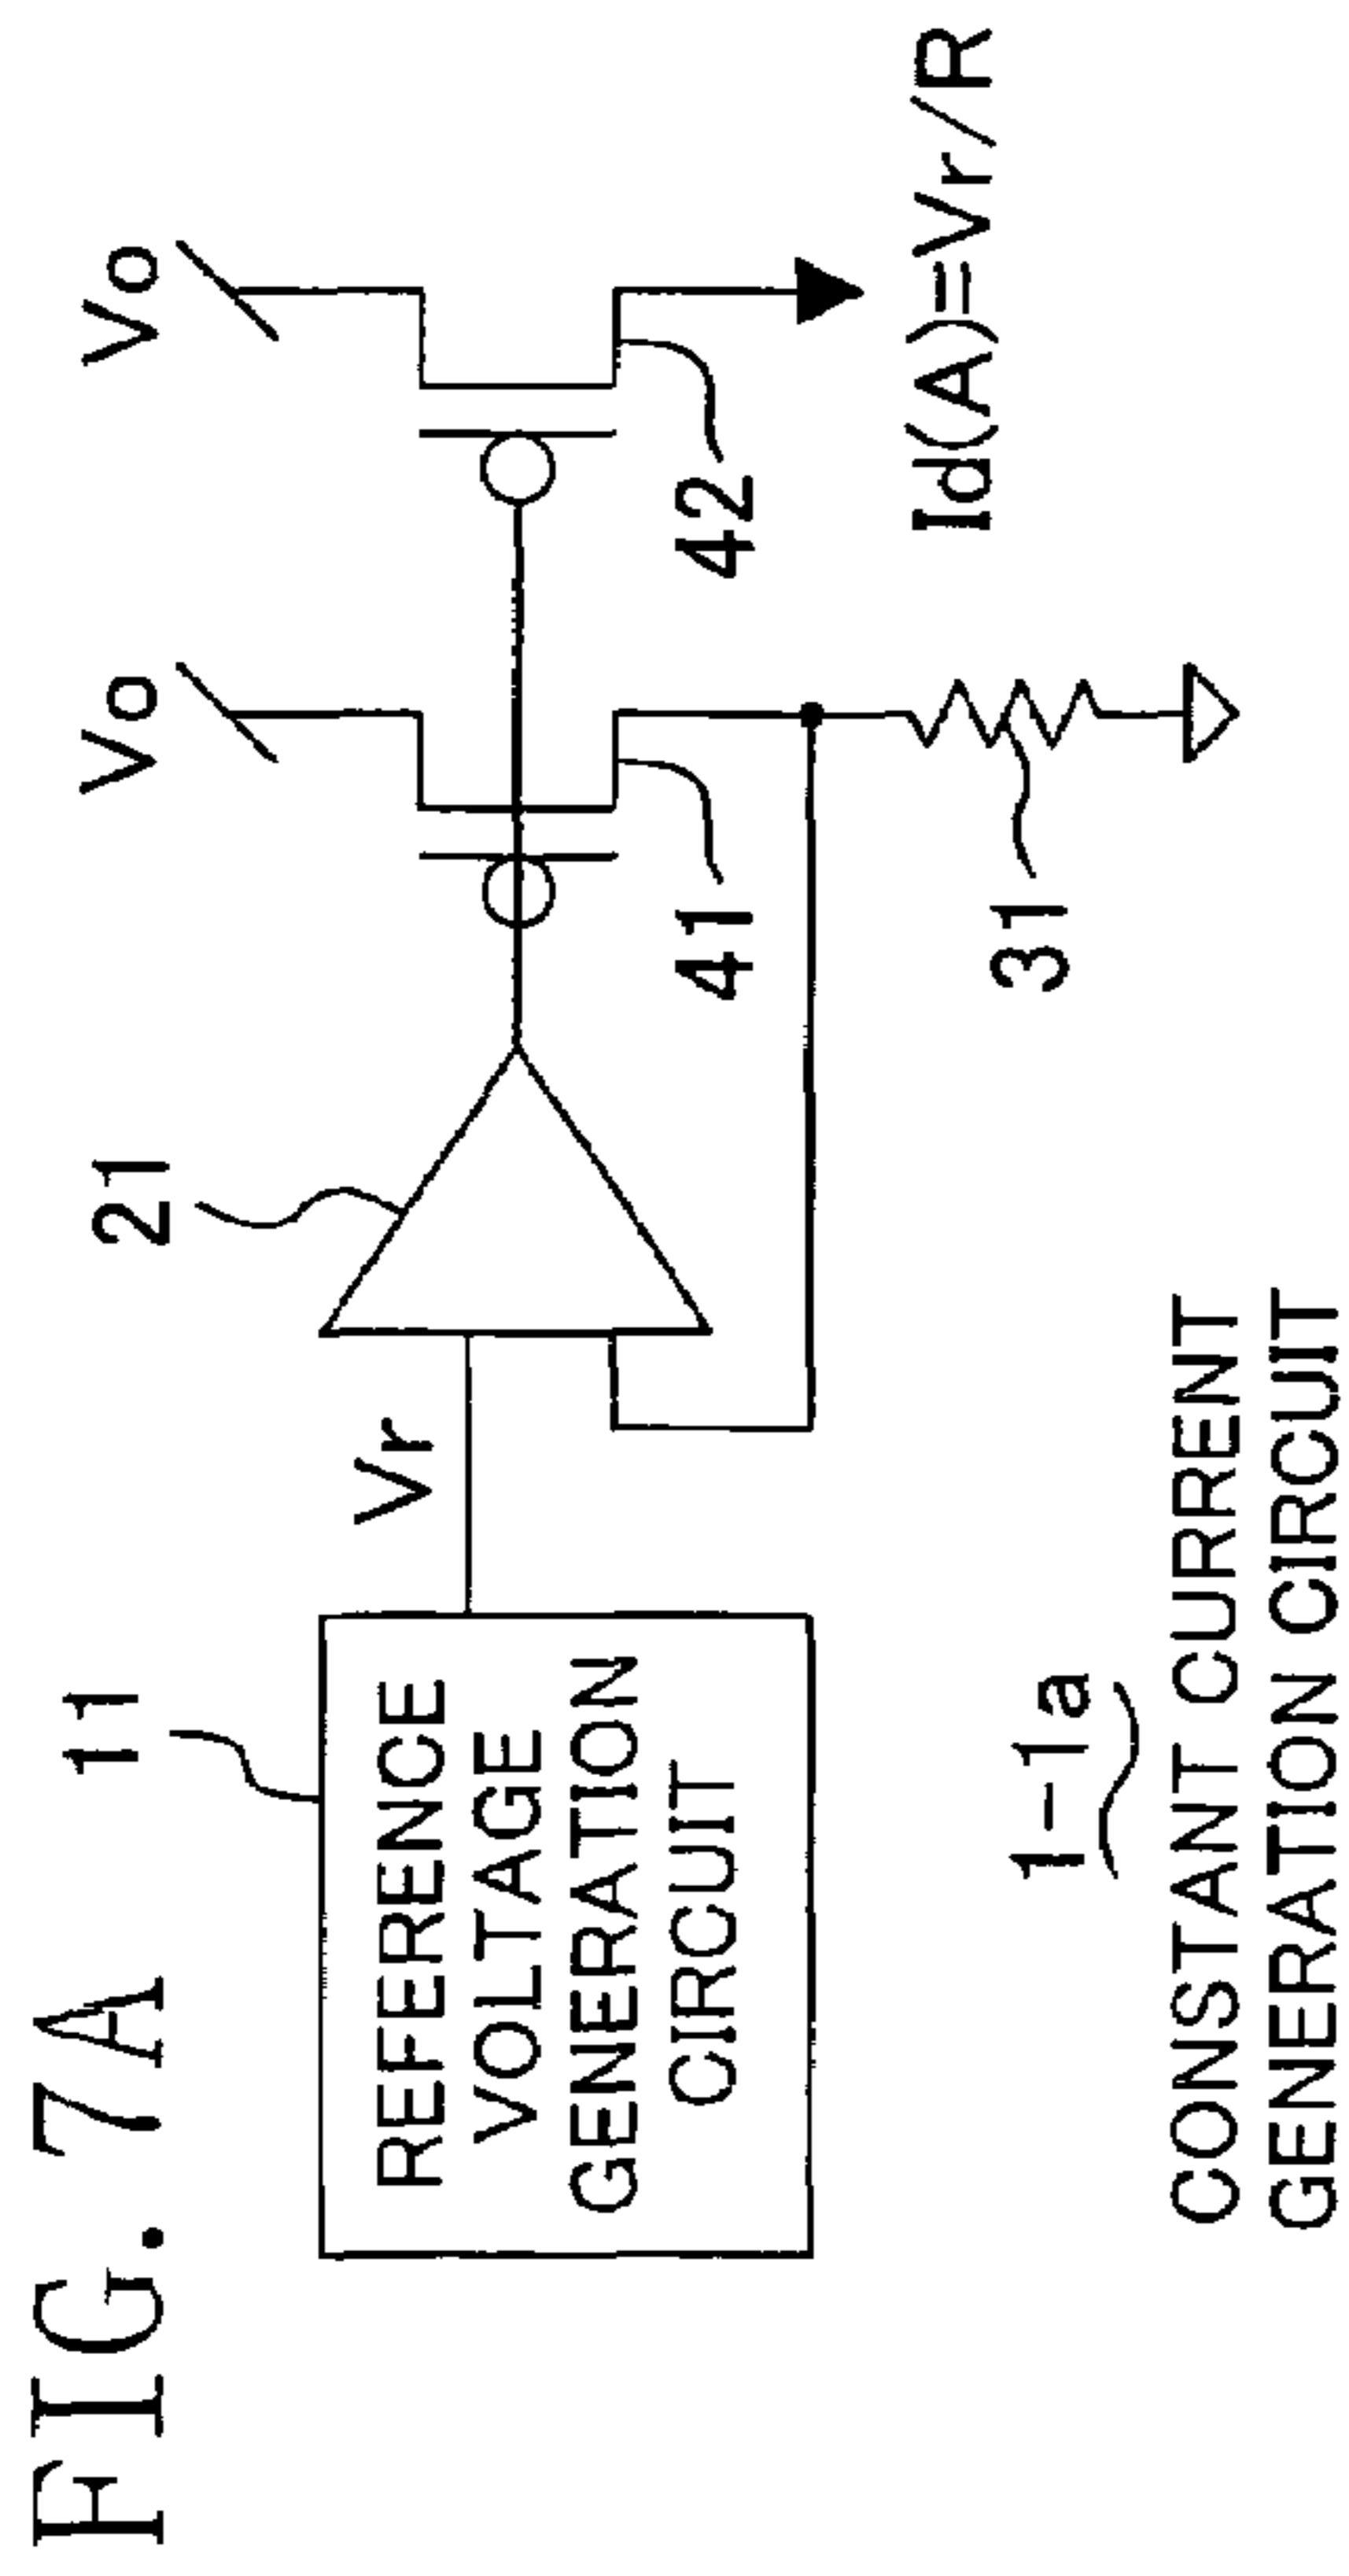 FIG. 7A
11
REFERENCE
VOLTAGE
GENERATION
CIRCUIT
Vr
21
Vo
Vo
41
42
31
Id(A)=Vr/R
1-1a
CONSTANT CURRENT
GENERATION CIRCUIT